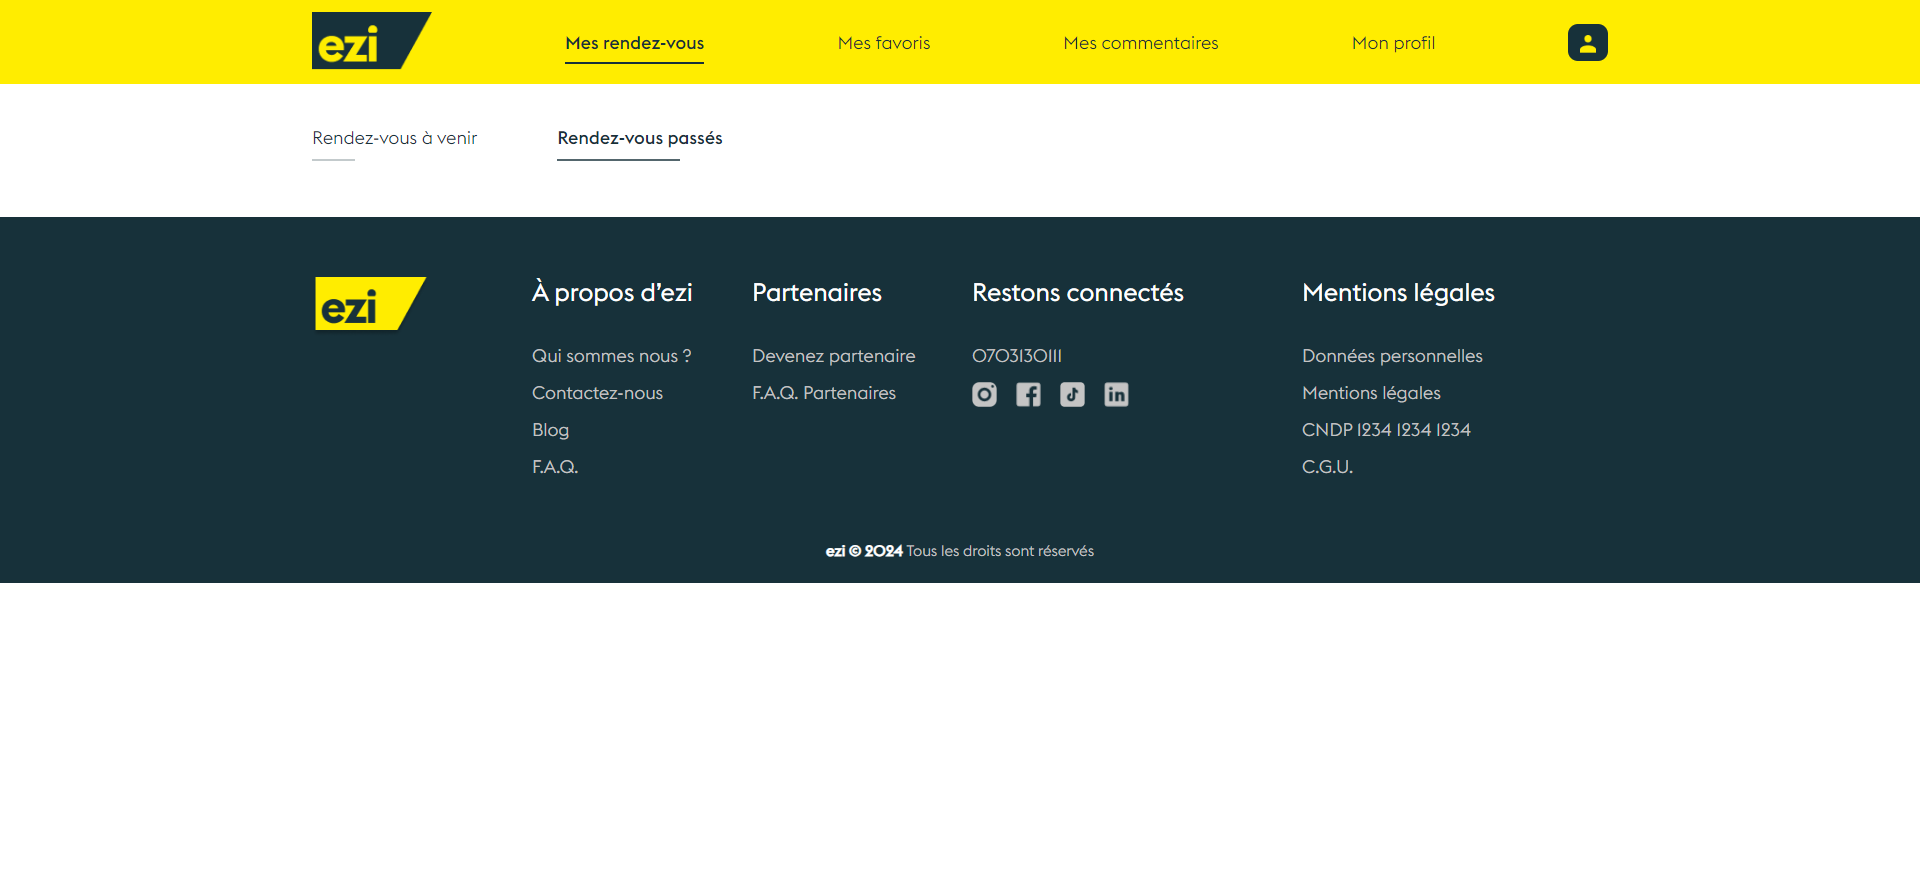 ezi
Mes rendez-vous
Mes favoris
Mes commentaires
Mon profil
Rendez-vous à venir
Rendez-vous passés
ezi
À propos d’ezi
Qui sommes nous ?
Contactez-nous
Blog
F.A.Q.
Partenaires
Devenez partenaire
F.A.Q. Partenaires
Restons connectés
0703130111
Mentions légales
Données personnelles
Mentions légales
CNDP 1234 1234 1234
C.G.U.
ezi © 2024 Tous les droits sont réservés